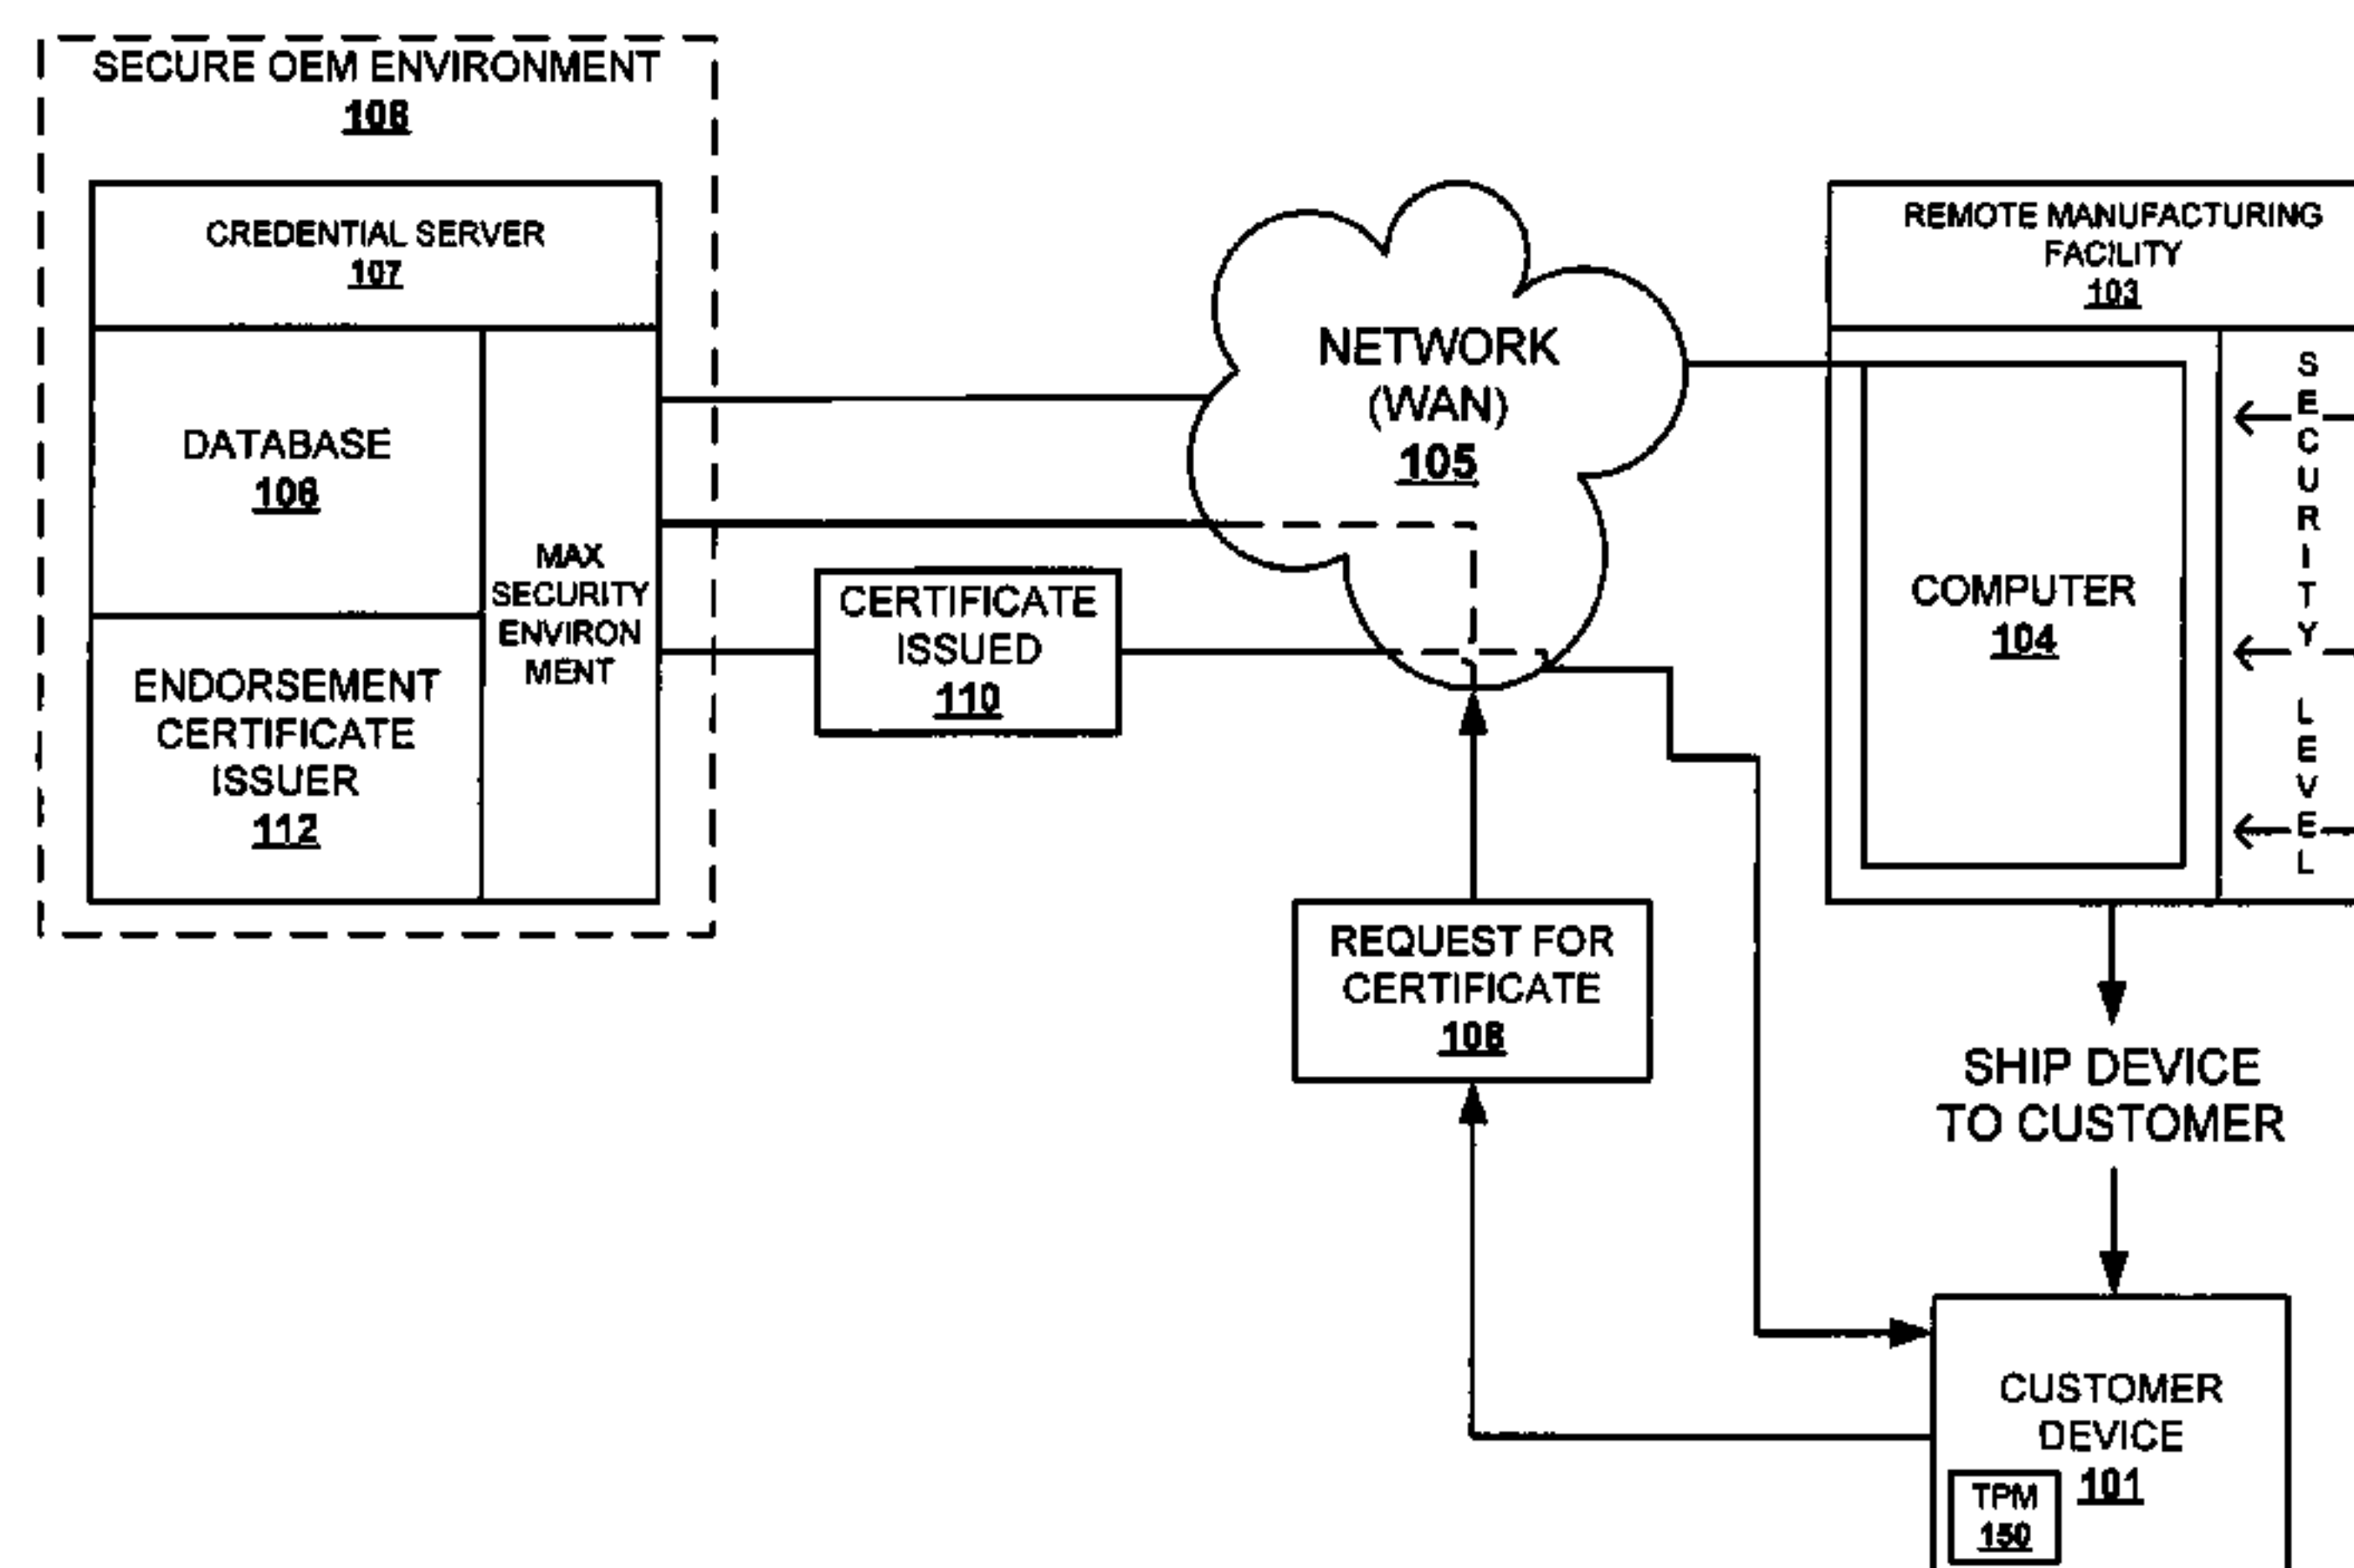 SECURE OEM ENVIRONMENT
108
CREDENTIAL SERVER
107
DATABASE
106
MAX
SECURITY
ENVIRON
MENT
ENDORSEMENT
CERTIFICATE
ISSUER
112
CERTIFICATE
ISSUED
110
NETWORK
(WAN)
105
REQUEST FOR
CERTIFICATE
108
REMOTE MANUFACTURING
FACILITY
103
COMPUTER
104
SECURITY LEVEL
SHIP DEVICE
TO CUSTOMER
CUSTOMER
DEVICE
101
TPM
150